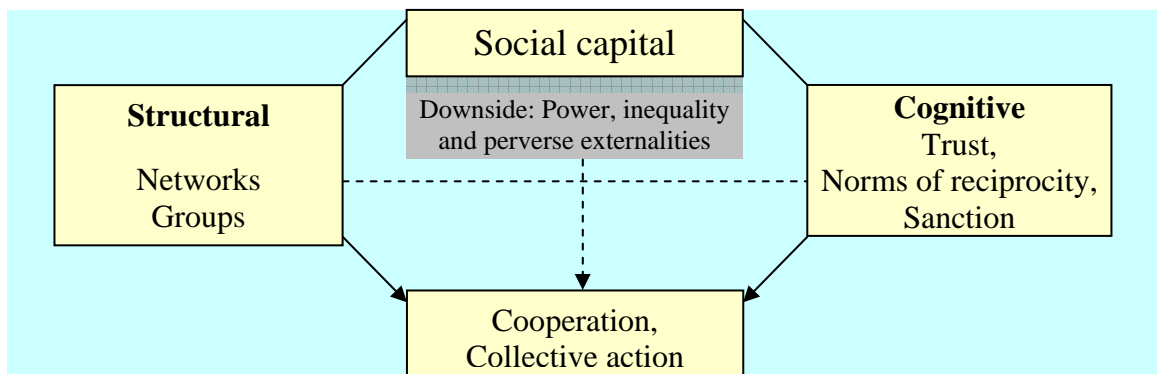 Social capital
Downside: Power, inequality
and perverse externalities
Structural
Networks
Groups
Cognitive
Trust,
Norms of reciprocity,
Sanction
Cooperation,
Collective action